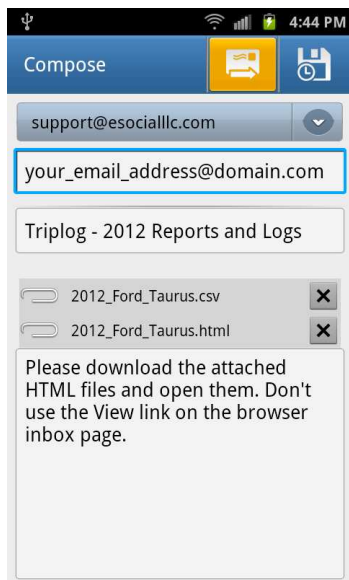 4:44 PM
Compose
support@esocialllc.com
your_email_address@domain.com
Triplog - 2012 Reports and Logs
2012_Ford_Taurus.csv
2012_Ford_Taurus.html
Please download the attached
HTML files and open them. Don't
use the View link on the browser
inbox page.